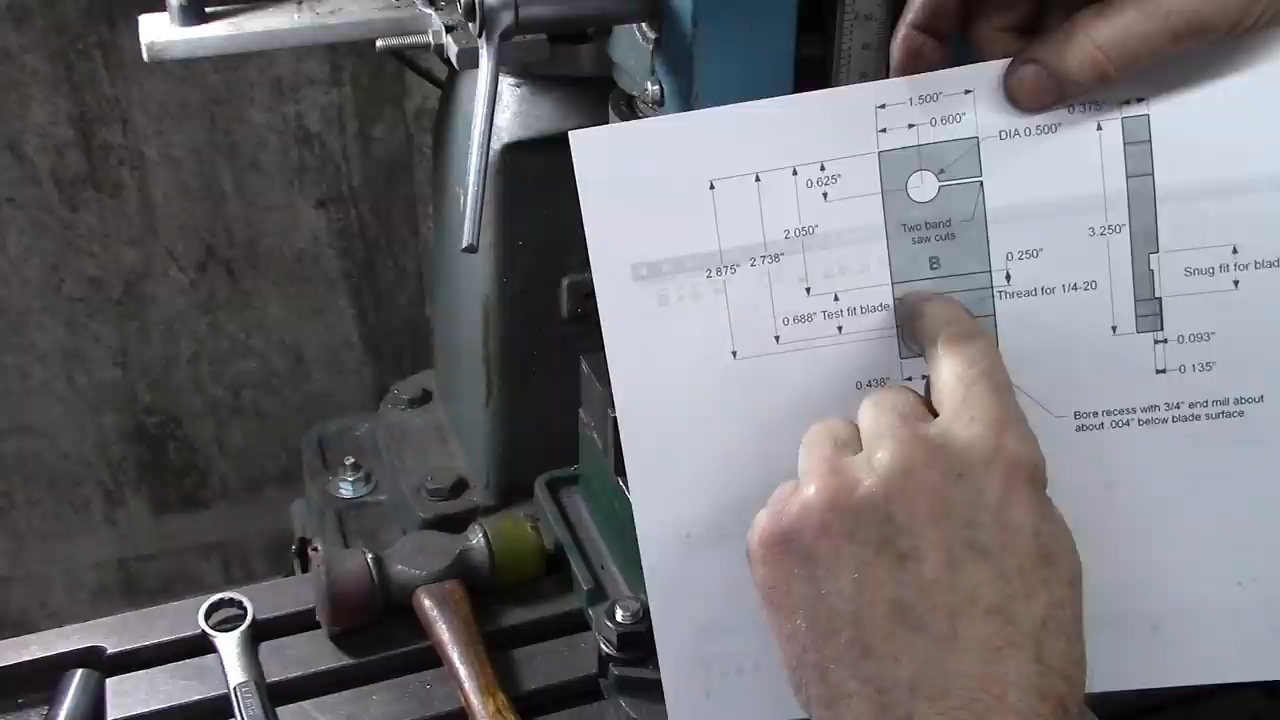 1.500"
0.600"
0.375"
DIA 0.500"
0.625"
Two band
saw cuts
2.050"
3.250"
2.875"
2.738"
B
0.250"
Snug fit for blad
Thread for 1/4-20
0.688" Test fit blade
0.093"
0.135"
0.438"
Bore recess with 3/4" end mill about
about .004" below blade surface